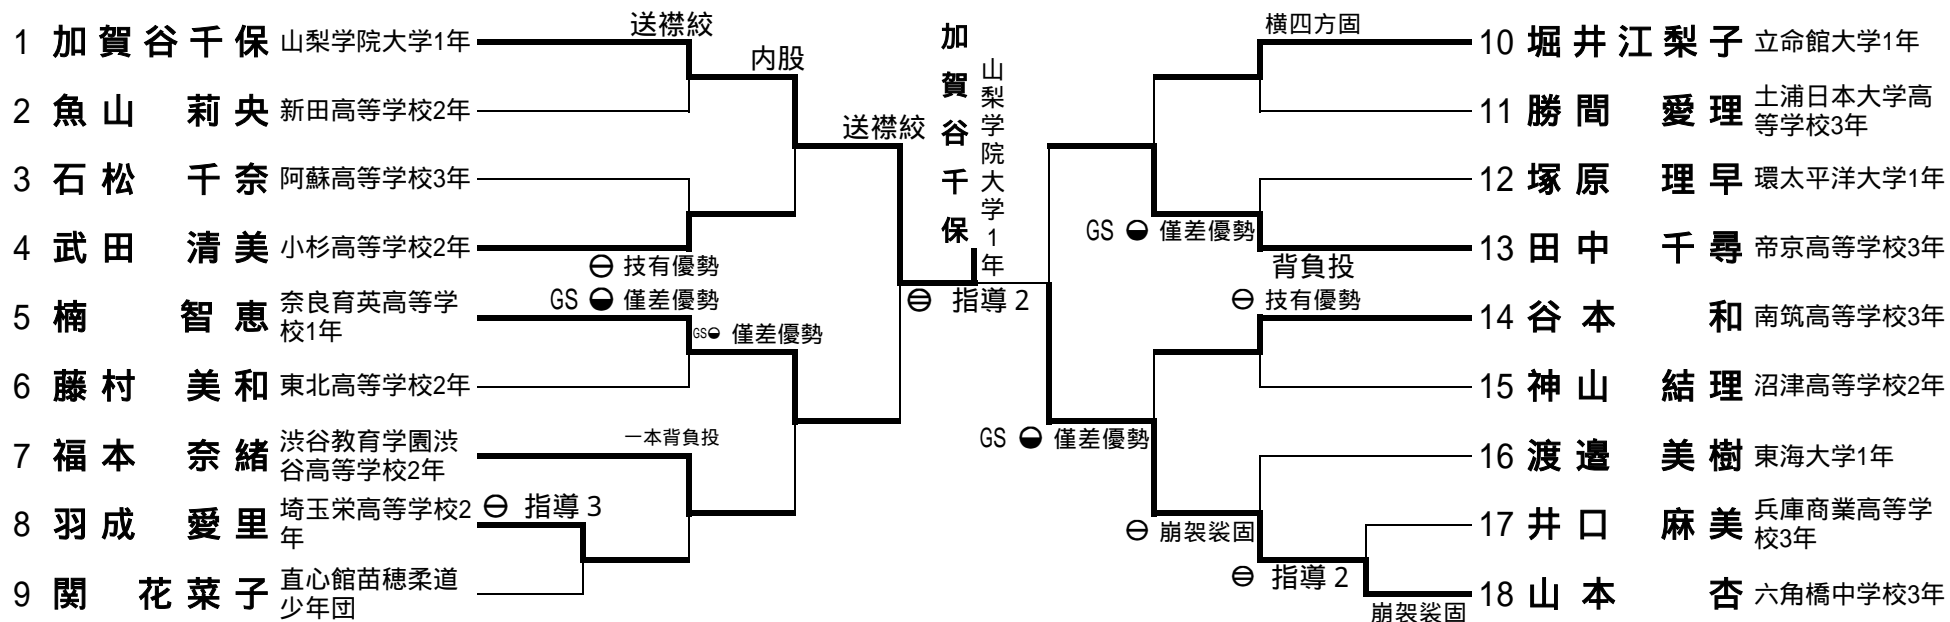 1 加賀谷千保 山梨学院大学1年
送襟絞
内股
2 魚山 莉央 新田高等学校2年
送襟絞
3 石松 千奈 阿蘇高等学校3年
4 武田 清美 小杉高等学校2年
⊖ 技有優勢
GS ◒ 僅差優勢
5 楠 智恵 奈良育英高等学
校1年
GS◒ 僅差優勢
6 藤村 美和 東北高等学校2年
7 福本 奈緒 渋谷教育学園渋
谷高等学校2年
一本背負投
8 羽成 愛里 埼玉栄高等学校2
年
⊖ 指導3
9 関 花菜子 直心館苗穂柔道
少年団
加賀谷千保
山梨学院大学1年
⊖ 指導2
横四方固
10 堀井江梨子 立命館大学1年
11 勝間 愛理 土浦日本大学高
等学校3年
12 塚原 理早 環太平洋大学1年
GS ◒ 僅差優勢
13 田中 千尋 帝京高等学校3年
背負投
⊖ 技有優勢
14 谷本 和 南筑高等学校3年
15 神山 結理 沼津高等学校2年
GS ◒ 僅差優勢
16 渡邉 美樹 東海大学1年
17 井口 麻美 兵庫商業高等学
校3年
⊖ 崩袈裟固
⊖ 指導2
18 山本 杏 六角橋中学校3年
崩袈裟固